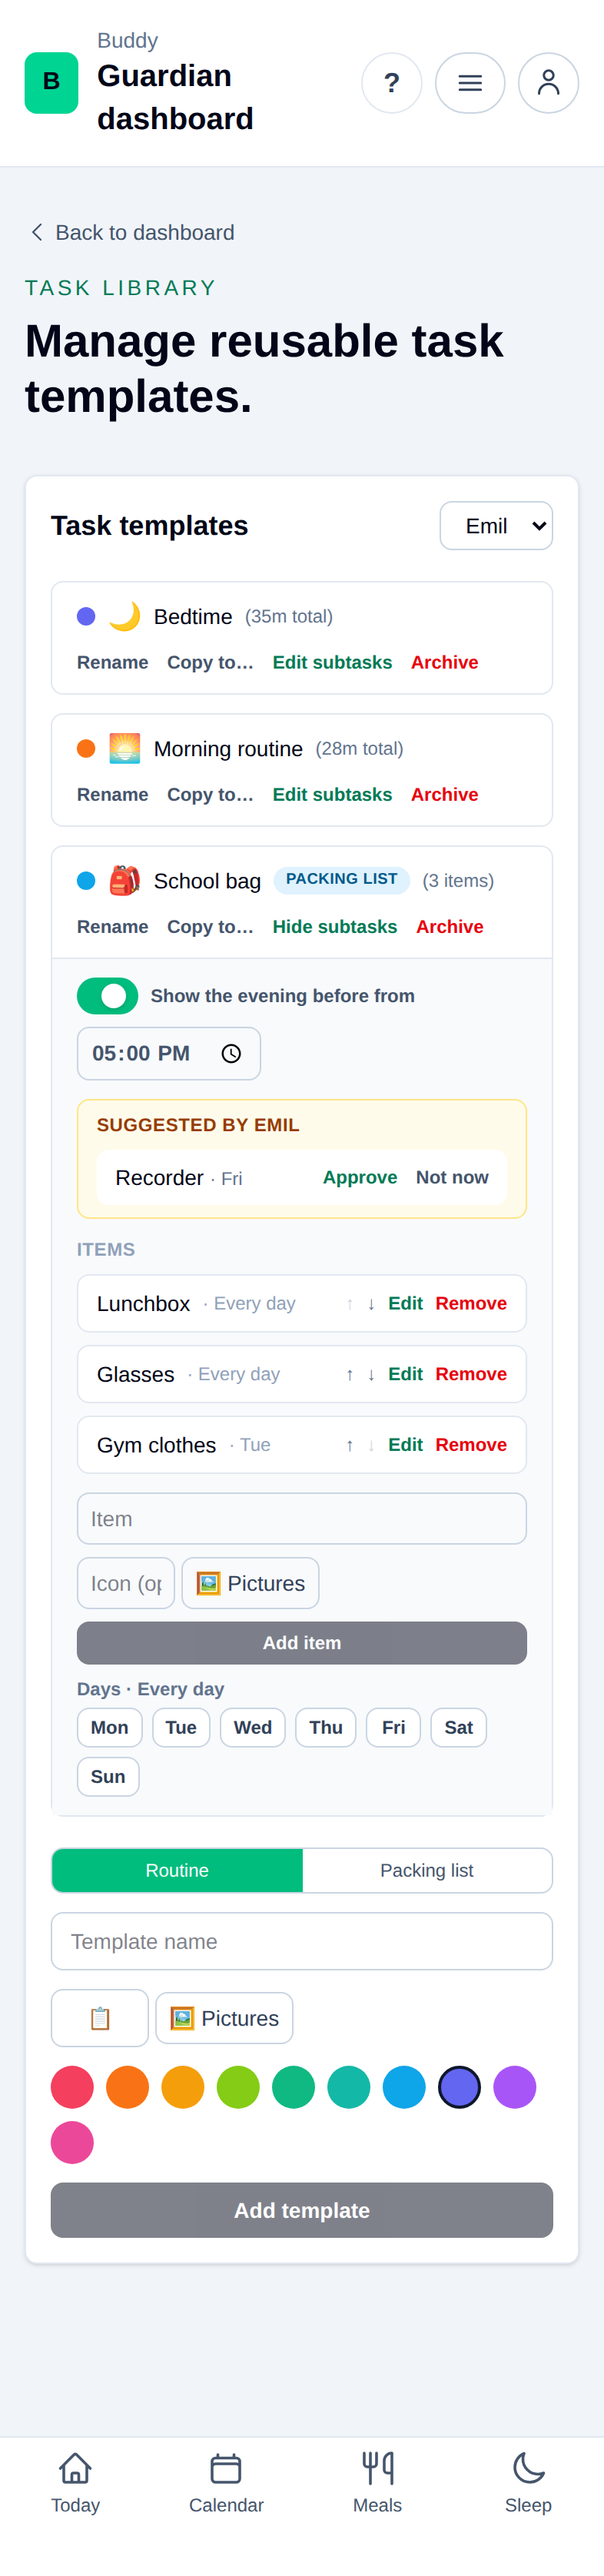 B
Buddy
Guardian
dashboard
?
Back to dashboard
TASK LIBRARY
Manage reusable task
templates.
Task templates
Emil
Bedtime (35m total)
Rename Copy to… Edit subtasks Archive
Morning routine (28m total)
Rename Copy to… Edit subtasks Archive
School bag PACKING LIST (3 items)
Rename Copy to… Hide subtasks Archive
Show the evening before from
05:00 PM
SUGGESTED BY EMIL
Recorder · Fri Approve Not now
ITEMS
Lunchbox · Every day ↑ ↓ Edit Remove
Glasses · Every day ↑ ↓ Edit Remove
Gym clothes · Tue ↑ ↓ Edit Remove
Item
Icon (op Pictures
Add item
Days · Every day
Mon Tue Wed Thu Fri Sat
Sun
Routine Packing list
Template name
Pictures
Add template
Today Calendar Meals Sleep